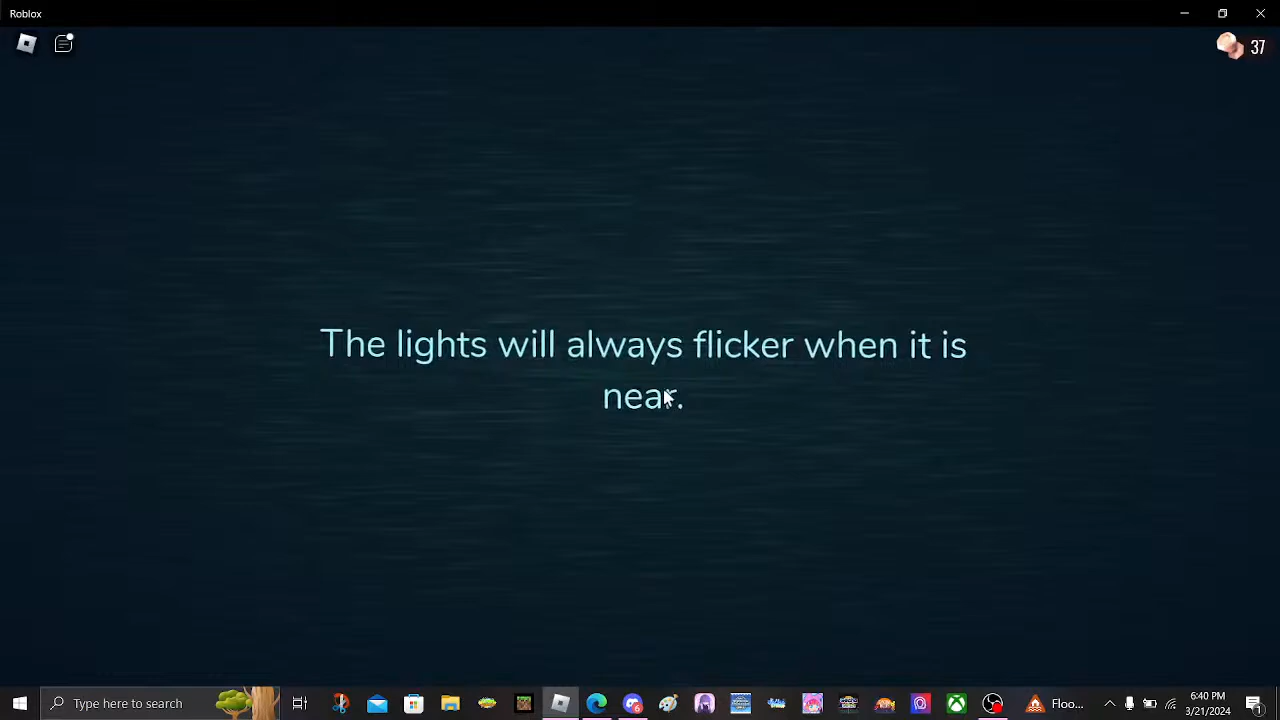 Roblox
37
The lights will always flicker when it is
near.
Type here to search
Floo...
6:40 PM
3/21/2024